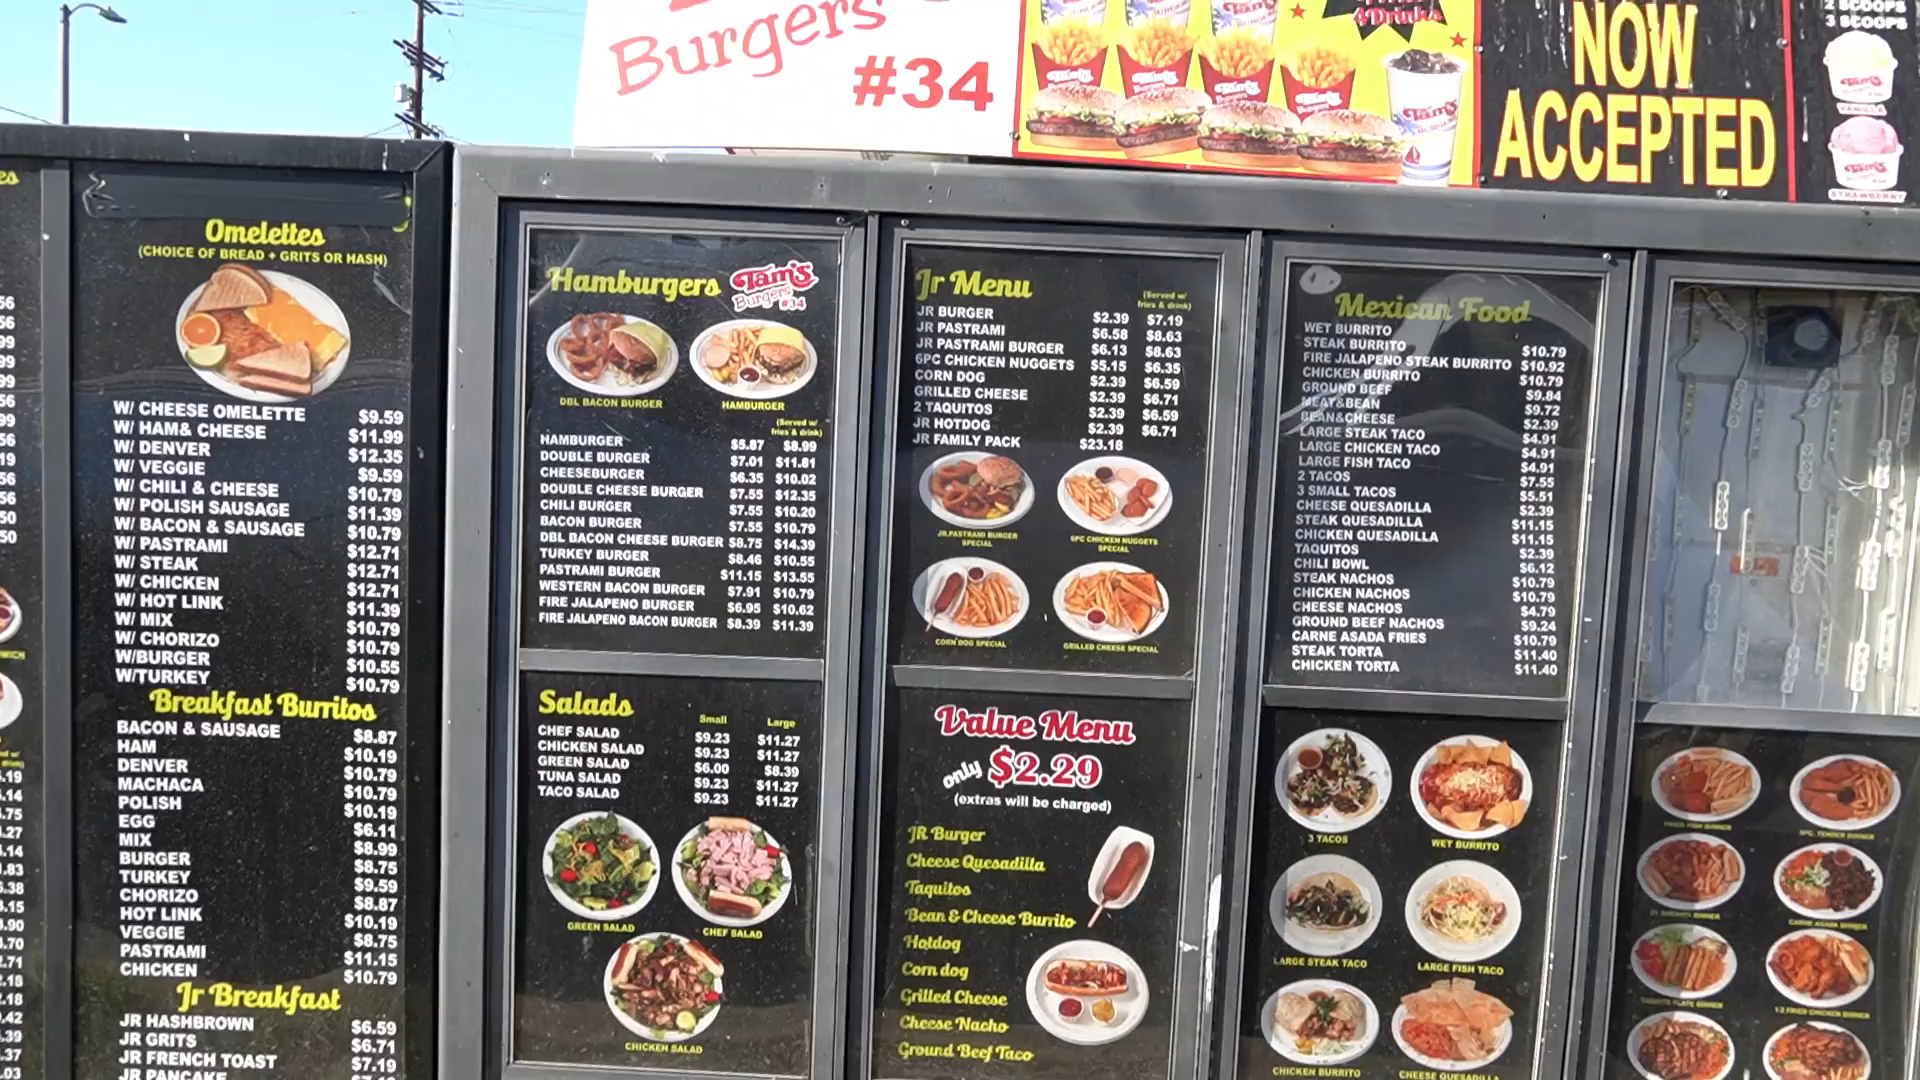 Burgers
#34
4 Drinks
NOW
ACCEPTED
2 SCOOPS
3 SCOOPS
VANILLA
STRAWBERRY
Omelettes
(CHOICE OF BREAD + GRITS OR HASH)
W/ CHEESE OMELETTE $9.59
W/ HAM& CHEESE $11.99
W/ DENVER $12.35
W/ VEGGIE $9.59
W/ CHILI & CHEESE $10.79
W/ POLISH SAUSAGE $11.39
W/ BACON & SAUSAGE $10.79
W/ PASTRAMI $12.71
W/ STEAK $12.71
W/ CHICKEN $12.71
W/ HOT LINK $11.39
W/ MIX $10.79
W/ CHORIZO $10.79
W/BURGER $10.55
W/TURKEY $10.79
Breakfast Burritos
BACON & SAUSAGE $8.87
HAM $10.19
DENVER $10.79
MACHACA $10.79
POLISH $10.19
EGG $6.11
MIX $8.99
BURGER $8.75
TURKEY $9.59
CHORIZO $8.87
HOT LINK $10.19
VEGGIE $8.75
PASTRAMI $11.15
CHICKEN $10.79
Jr Breakfast
JR HASHBROWN $6.59
JR GRITS $6.71
JR FRENCH TOAST $7.19
JR PANCAKE
Hamburgers
Tam's
Burgers
#34
DBL BACON BURGER
HAMBURGER
(Served w/
fries & drink)
HAMBURGER $5.87 $8.99
DOUBLE BURGER $7.01 $11.81
CHEESEBURGER $6.35 $10.02
DOUBLE CHEESE BURGER $7.55 $12.35
CHILI BURGER $7.55 $10.20
BACON BURGER $7.55 $10.79
DBL BACON CHEESE BURGER $8.75 $14.39
TURKEY BURGER $8.46 $10.55
PASTRAMI BURGER $11.15 $13.55
WESTERN BACON BURGER $7.91 $10.79
FIRE JALAPENO BURGER $6.95 $10.62
FIRE JALAPENO BACON BURGER $8.39 $11.39
Salads
Small Large
CHEF SALAD $9.23 $11.27
CHICKEN SALAD $9.23 $11.27
GREEN SALAD $6.00 $8.39
TUNA SALAD $9.23 $11.27
TACO SALAD $9.23 $11.27
GREEN SALAD
CHEF SALAD
CHICKEN SALAD
Jr Menu
(Served w/
fries & drink)
JR BURGER $2.39 $7.19
JR PASTRAMI $6.58 $8.63
JR PASTRAMI BURGER $6.13 $8.63
6PC CHICKEN NUGGETS $5.15 $6.35
CORN DOG $2.39 $6.59
GRILLED CHEESE $2.39 $6.71
2 TAQUITOS $2.39 $6.59
JR HOTDOG $2.39 $6.71
JR FAMILY PACK $23.18
JR.PASTRAMI BURGER
SPECIAL
6PC CHICKEN NUGGETS
SPECIAL
CORN DOG SPECIAL
GRILLED CHEESE SPECIAL
Value Menu
only $2.29
(extras will be charged)
JR Burger
Cheese Quesadilla
Taquitos
Bean & Cheese Burrito
Hotdog
Corn dog
Grilled Cheese
Cheese Nacho
Ground Beef Taco
Mexican Food
WET BURRITO
STEAK BURRITO $10.79
FIRE JALAPENO STEAK BURRITO $10.92
CHICKEN BURRITO $10.79
GROUND BEEF $9.84
MEAT&BEAN $9.72
BEAN&CHEESE $2.39
LARGE STEAK TACO $4.91
LARGE CHICKEN TACO $4.91
LARGE FISH TACO $4.91
2 TACOS $7.55
3 SMALL TACOS $5.51
CHEESE QUESADILLA $2.39
STEAK QUESADILLA $11.15
CHICKEN QUESADILLA $11.15
TAQUITOS $2.39
CHILI BOWL $6.12
STEAK NACHOS $10.79
CHICKEN NACHOS $10.79
CHEESE NACHOS $4.79
GROUND BEEF NACHOS $9.24
CARNE ASADA FRIES $10.79
STEAK TORTA $11.40
CHICKEN TORTA $11.40
3 TACOS
WET BURRITO
LARGE STEAK TACO
LARGE FISH TACO
CHICKEN BURRITO
CHEESE QUESADILLA